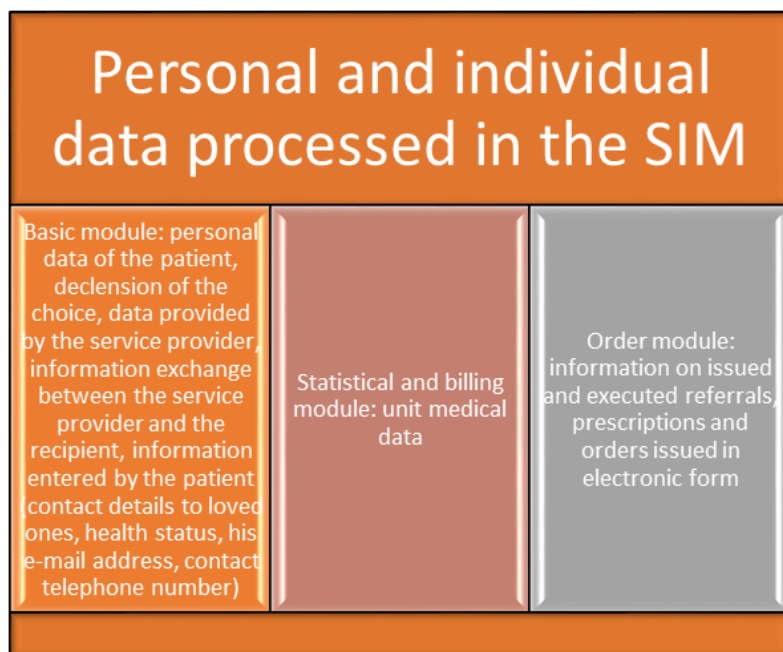 Personal and individual
data processed in the SIM
Basic module: personal
data of the patient,
declension of the
choice, data provided
by the service provider,
information exchange
between the service
provider and the
recipient, information
entered by the patient
(contact details to loved
ones, health status, his
e-mail address, contact
telephone number)
Statistical and billing
module: unit medical
data
Order module:
information on issued
and executed referrals,
prescriptions and
orders issued in
electronic form